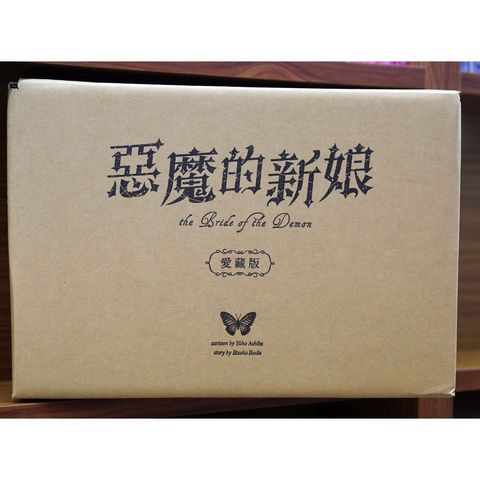 惡魔的新娘
the Bride of the Demon
愛藏版
cartoon by Yüho Ashibe
story by Etsuko Ikeda